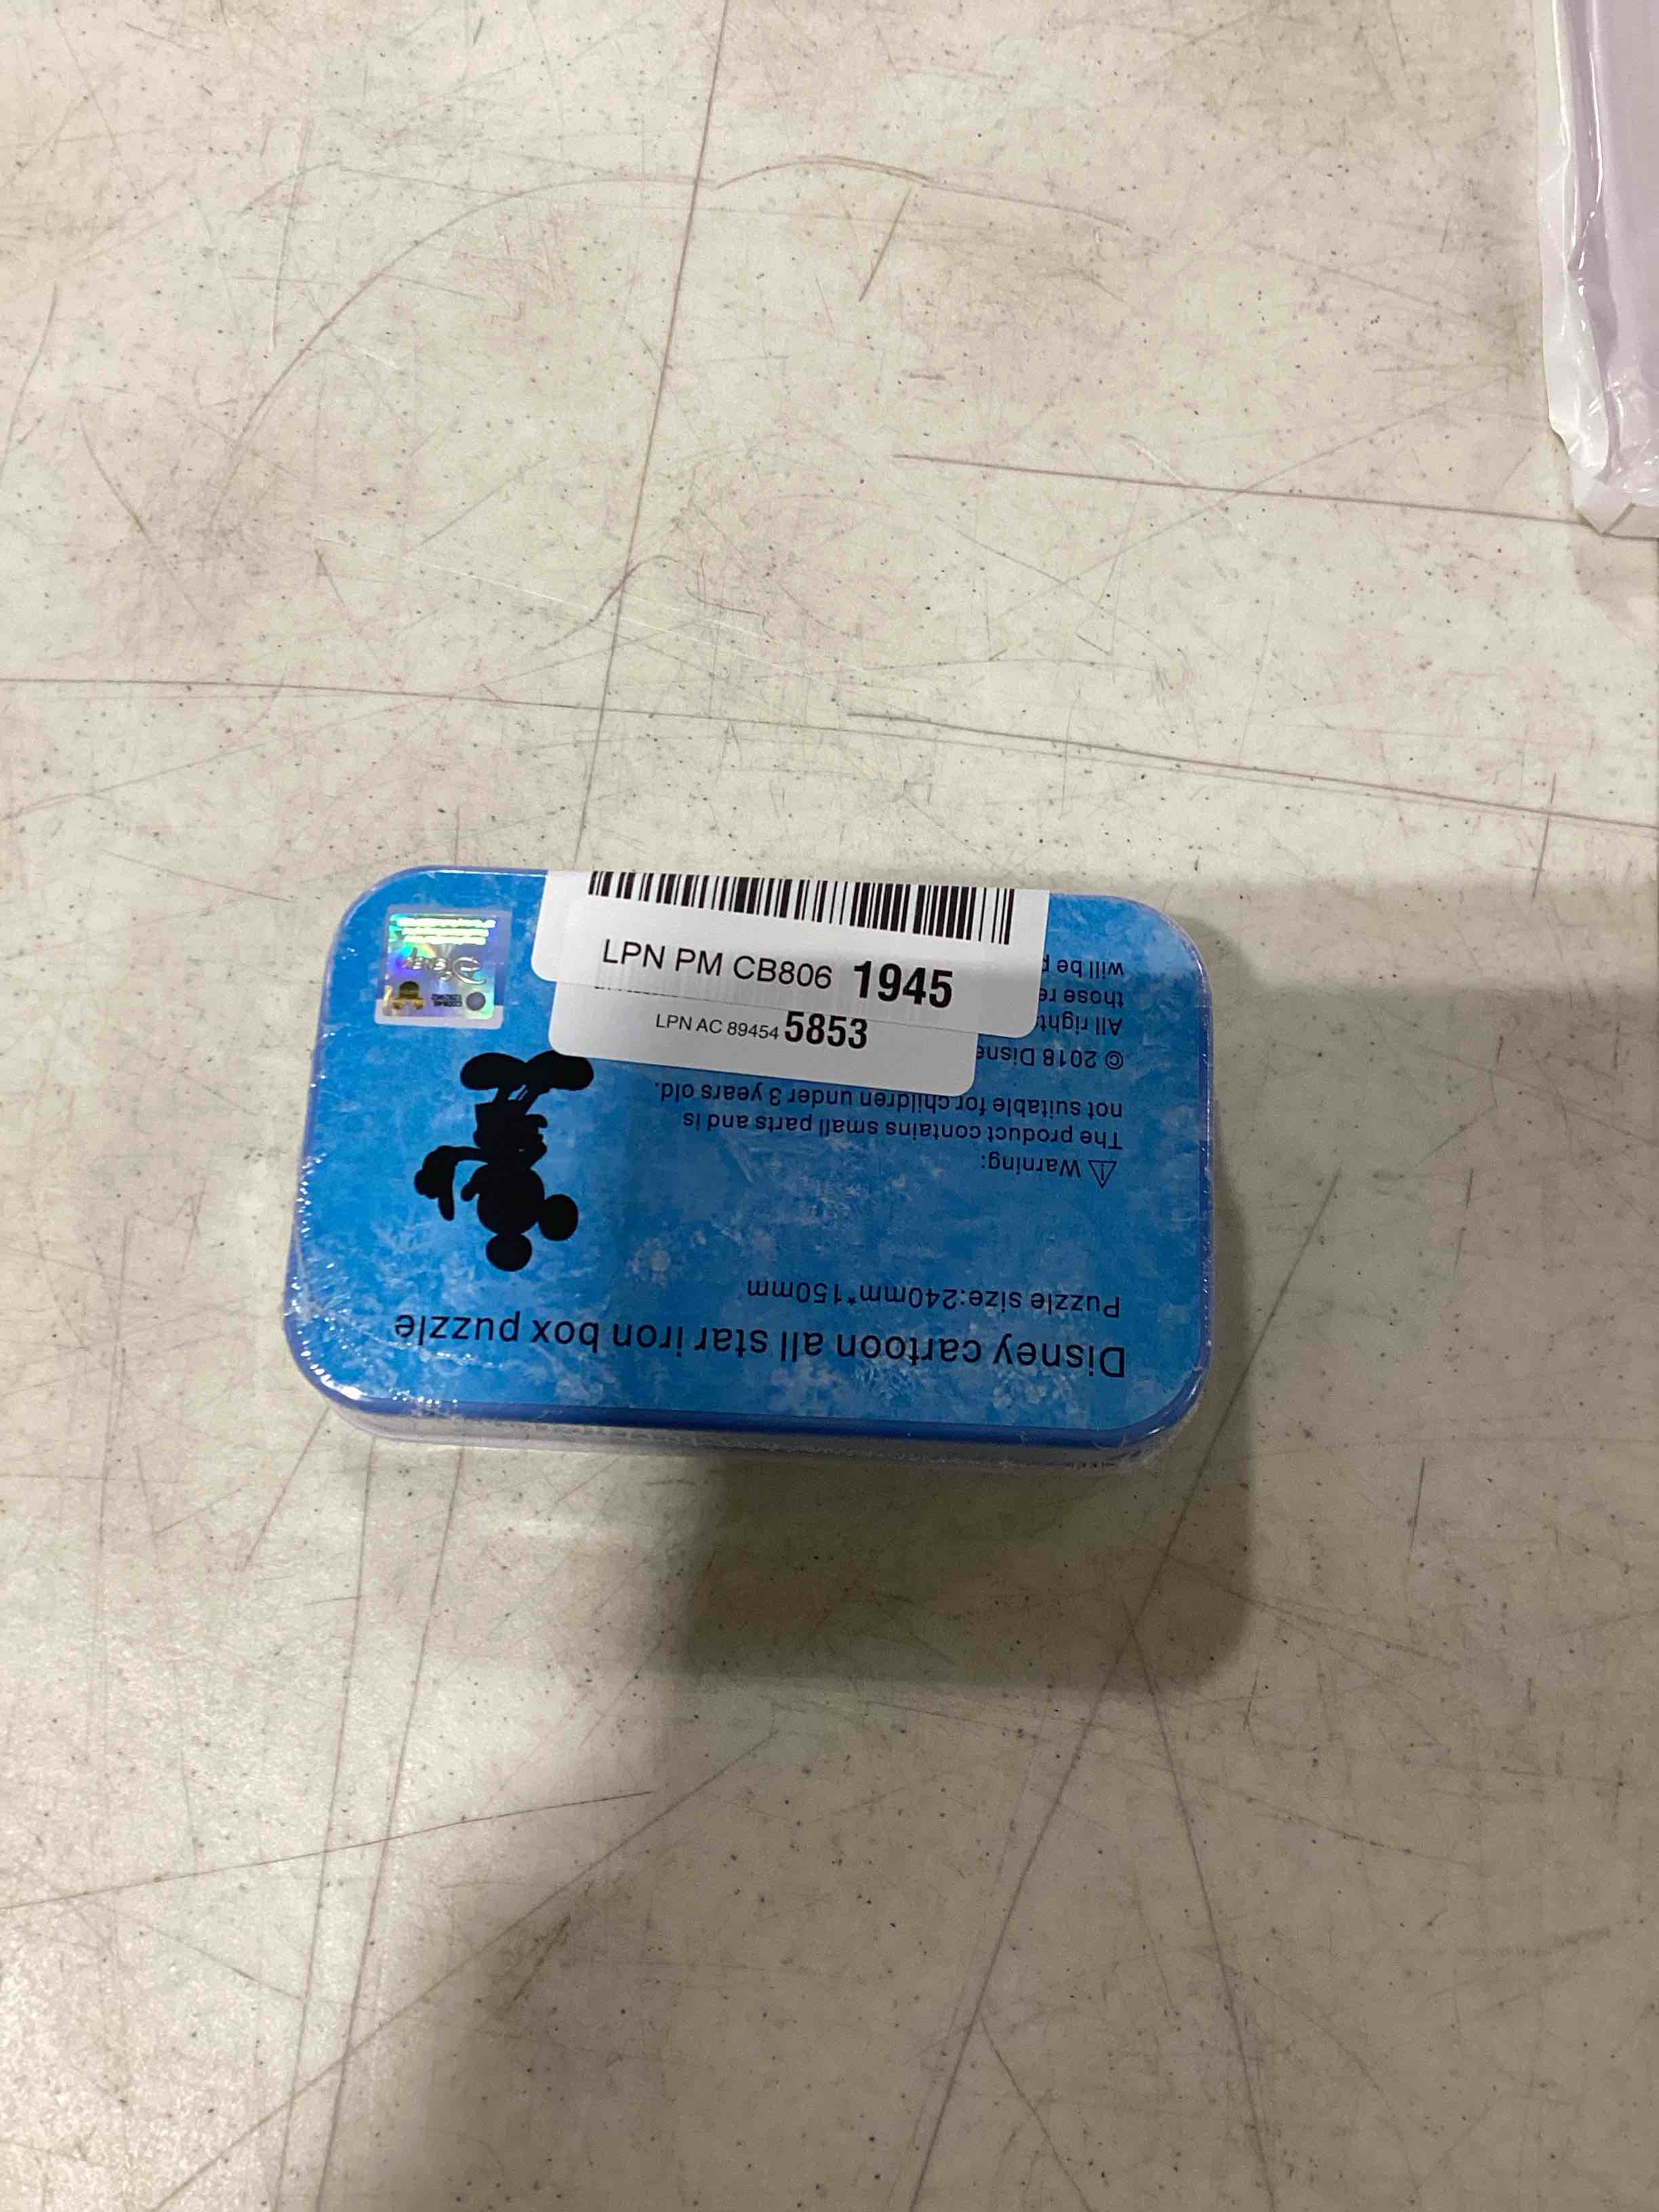 LPN PM CB806 1945
LPN AC 89454 5853
Disney cartoon all star iron box puzzle
Puzzle size:240mm*150mm
Warning:
The product contains small parts and is
not suitable for children under 3 years old.
© 2018 Disne
All right
those re
will be p
Disney